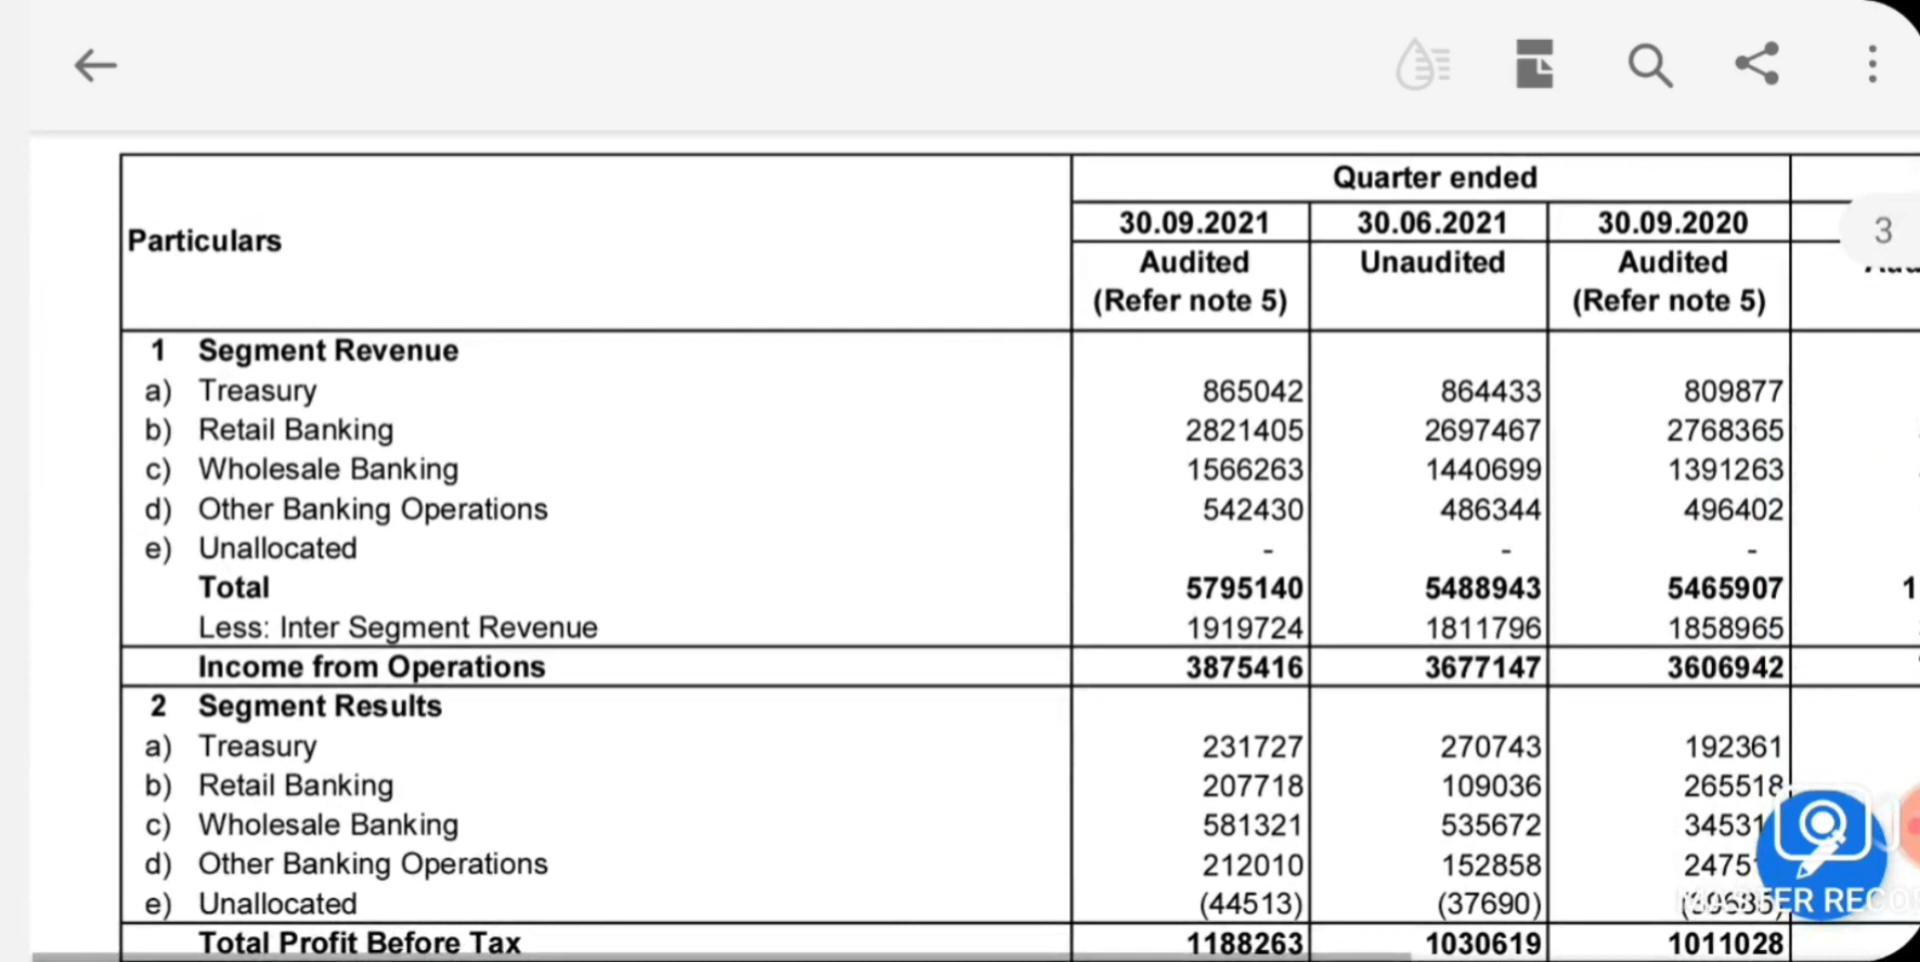 Quarter ended
30.09.2021 30.06.2021 30.09.2020 3
Particulars
Audited Unaudited Audited
(Refer note 5) (Refer note 5)
1 Segment Revenue
a) Treasury 865042 864433 809877
b) Retail Banking 2821405 2697467 2768365
c) Wholesale Banking 1566263 1440699 1391263
d) Other Banking Operations 542430 486344 496402
e) Unallocated - - -
Total 5795140 5488943 5465907 1
Less: Inter Segment Revenue 1919724 1811796 1858965
Income from Operations 3875416 3677147 3606942
2 Segment Results
a) Treasury 231727 270743 192361
b) Retail Banking 207718 109036 265518
c) Wholesale Banking 581321 535672 34531
d) Other Banking Operations 212010 152858 2475
e) Unallocated (44513) (37690)
Total Profit Before Tax 1188263 1030619 1011028